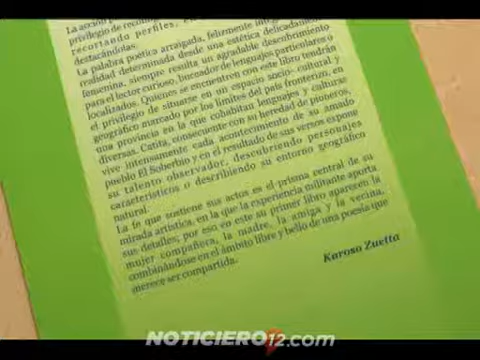 La acción p
privilegio de recono
recortando perfiles,
destacándolas.
La palabra poética arraigada, felizmente
realidad determinada desde una estética delicadamente
femenina, siempre resulta un agradable descubrimiento
para el lector curioso, buscador de lenguajes particulares o
localizados. Quienes se encuentren con este libro tendrán
el privilegio de situarse en un espacio socio- cultural y
geográfico marcado por los límites del país fronterizo, en
una provincia en la que cohabitan lenguajes y culturas
diversas. Catita, consecuente con su heredad de pioneros,
vive intensamente cada acontecimiento de su amado
pueblo El Soberbio y en el resultado de sus versos expone
su talento observador, descubriendo personajes
característicos o describiendo su entorno geográfico
natural.
La fe que sostiene sus actos es el prisma central de su
mirada artística, en la que la experiencia militante aporta
sus detalles; por eso en este su primer libro aparecen la
mujer compañera, la madre, la amiga y la vecina,
combinándose en el ámbito libre y bello de una poesía que
merece ser compartida.
Karoso Zuetta
NOTICIERO12.com